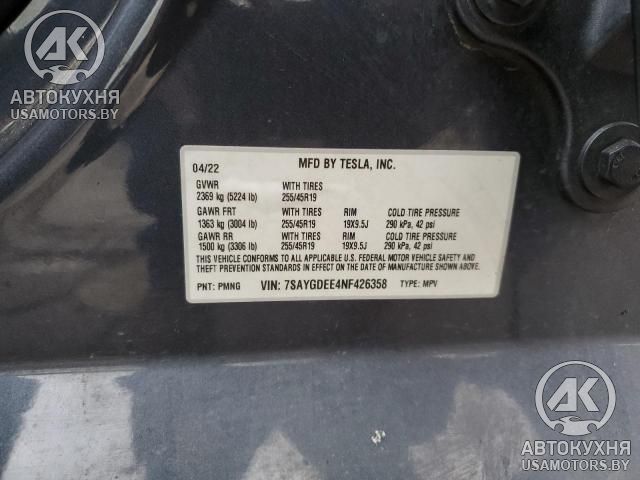 AK
АВТОКУХНЯ
USAMOTORS.BY
04/22 MFD BY TESLA, INC.
GVWR WITH TIRES
2369 kg (5224 lb) 255/45R19
GAWR FRT WITH TIRES RIM COLD TIRE PRESSURE
1363 kg (3004 lb) 255/45R19 19X9.5J 290 kPa, 42 psi
GAWR RR WITH TIRES RIM COLD TIRE PRESSURE
1500 kg (3306 lb) 255/45R19 19X9.5J 290 kPa, 42 psi
THIS VEHICLE CONFORMS TO ALL APPLICABLE U.S. FEDERAL MOTOR VEHICLE SAFETY AND
THEFT PREVENTION STANDARDS IN EFFECT ON THE DATE OF MANUFACTURE SHOWN ABOVE.
PNT: PMNG VIN: 7SAYGDEE4NF426358 TYPE: MPV
AK
АВТОКУХНЯ
USAMOTORS.BY